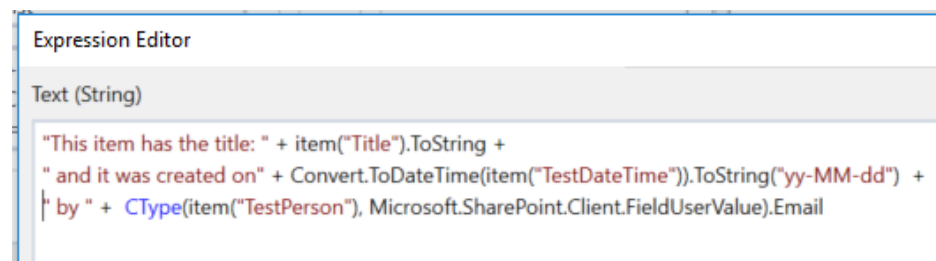 Expression Editor
Text (String)
"This item has the title: " + item("Title").ToString +
" and it was created on" + Convert.ToDateTime(item("TestDateTime")).ToString("yy-MM-dd") +
" by " + CType(item("TestPerson"), Microsoft.SharePoint.Client.FieldUserValue).Email